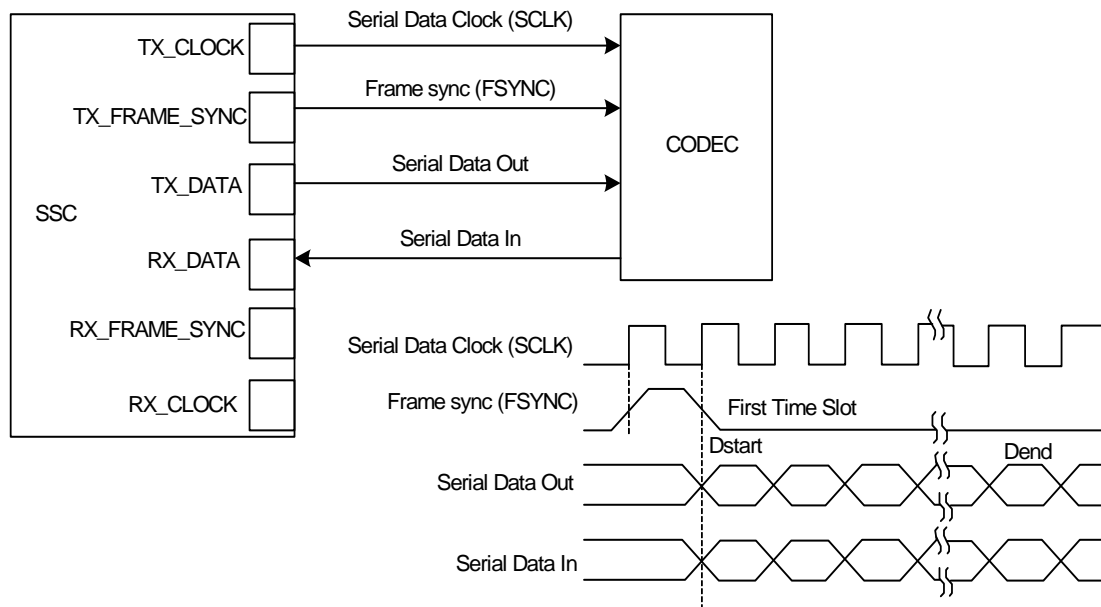 Serial Data Clock (SCLK)
TX_CLOCK
Frame sync (FSYNC)
TX_FRAME_SYNC
CODEC
Serial Data Out
TX_DATA
SSC
Serial Data In
RX_DATA
RX_FRAME_SYNC
Serial Data Clock (SCLK)
RX_CLOCK
Frame sync (FSYNC)
First Time Slot
Dstart
Dend
Serial Data Out
Serial Data In